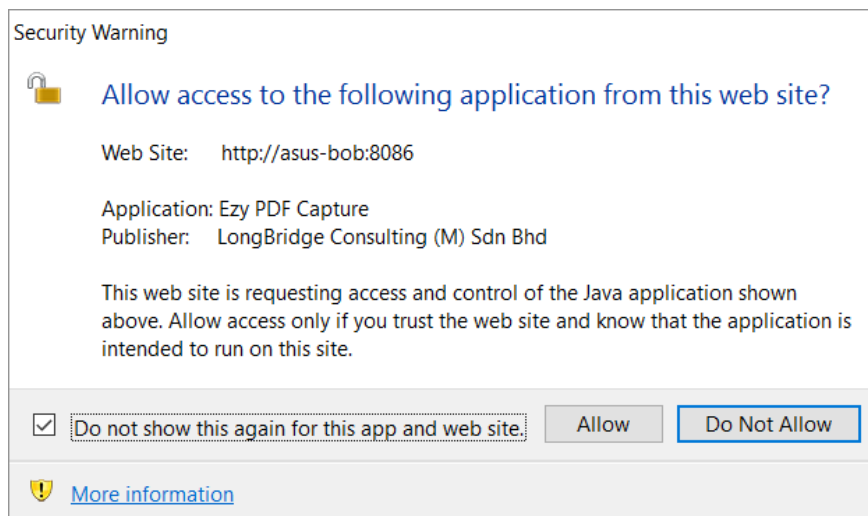 Security Warning
Allow access to the following application from this web site?
Web Site: http://asus-bob:8086
Application: Ezy PDF Capture
Publisher: LongBridge Consulting (M) Sdn Bhd
This web site is requesting access and control of the Java application shown
above. Allow access only if you trust the web site and know that the application is
intended to run on this site.
Do not show this again for this app and web site. Allow Do Not Allow
More information